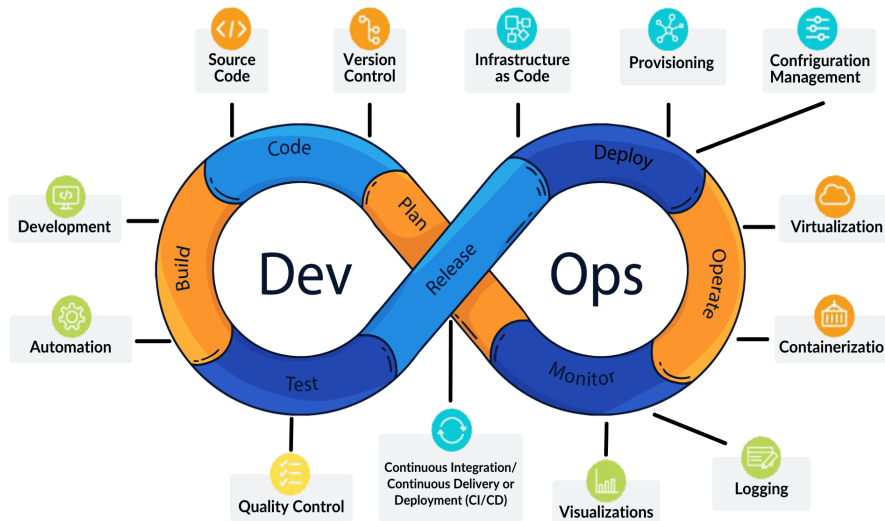 Source
Code
Version
Control
Infrastructure
as Code
Provisioning
Confriguration
Management
Code
Deploy
Plan
Development
Virtualization
Build
Dev
Release
Ops
Operate
Automation
Containerizatio
Test
Monitor
Quality Control
Continuous Integration/
Continuous Delivery or
Deployment (CI/CD)
Visualizations
Logging